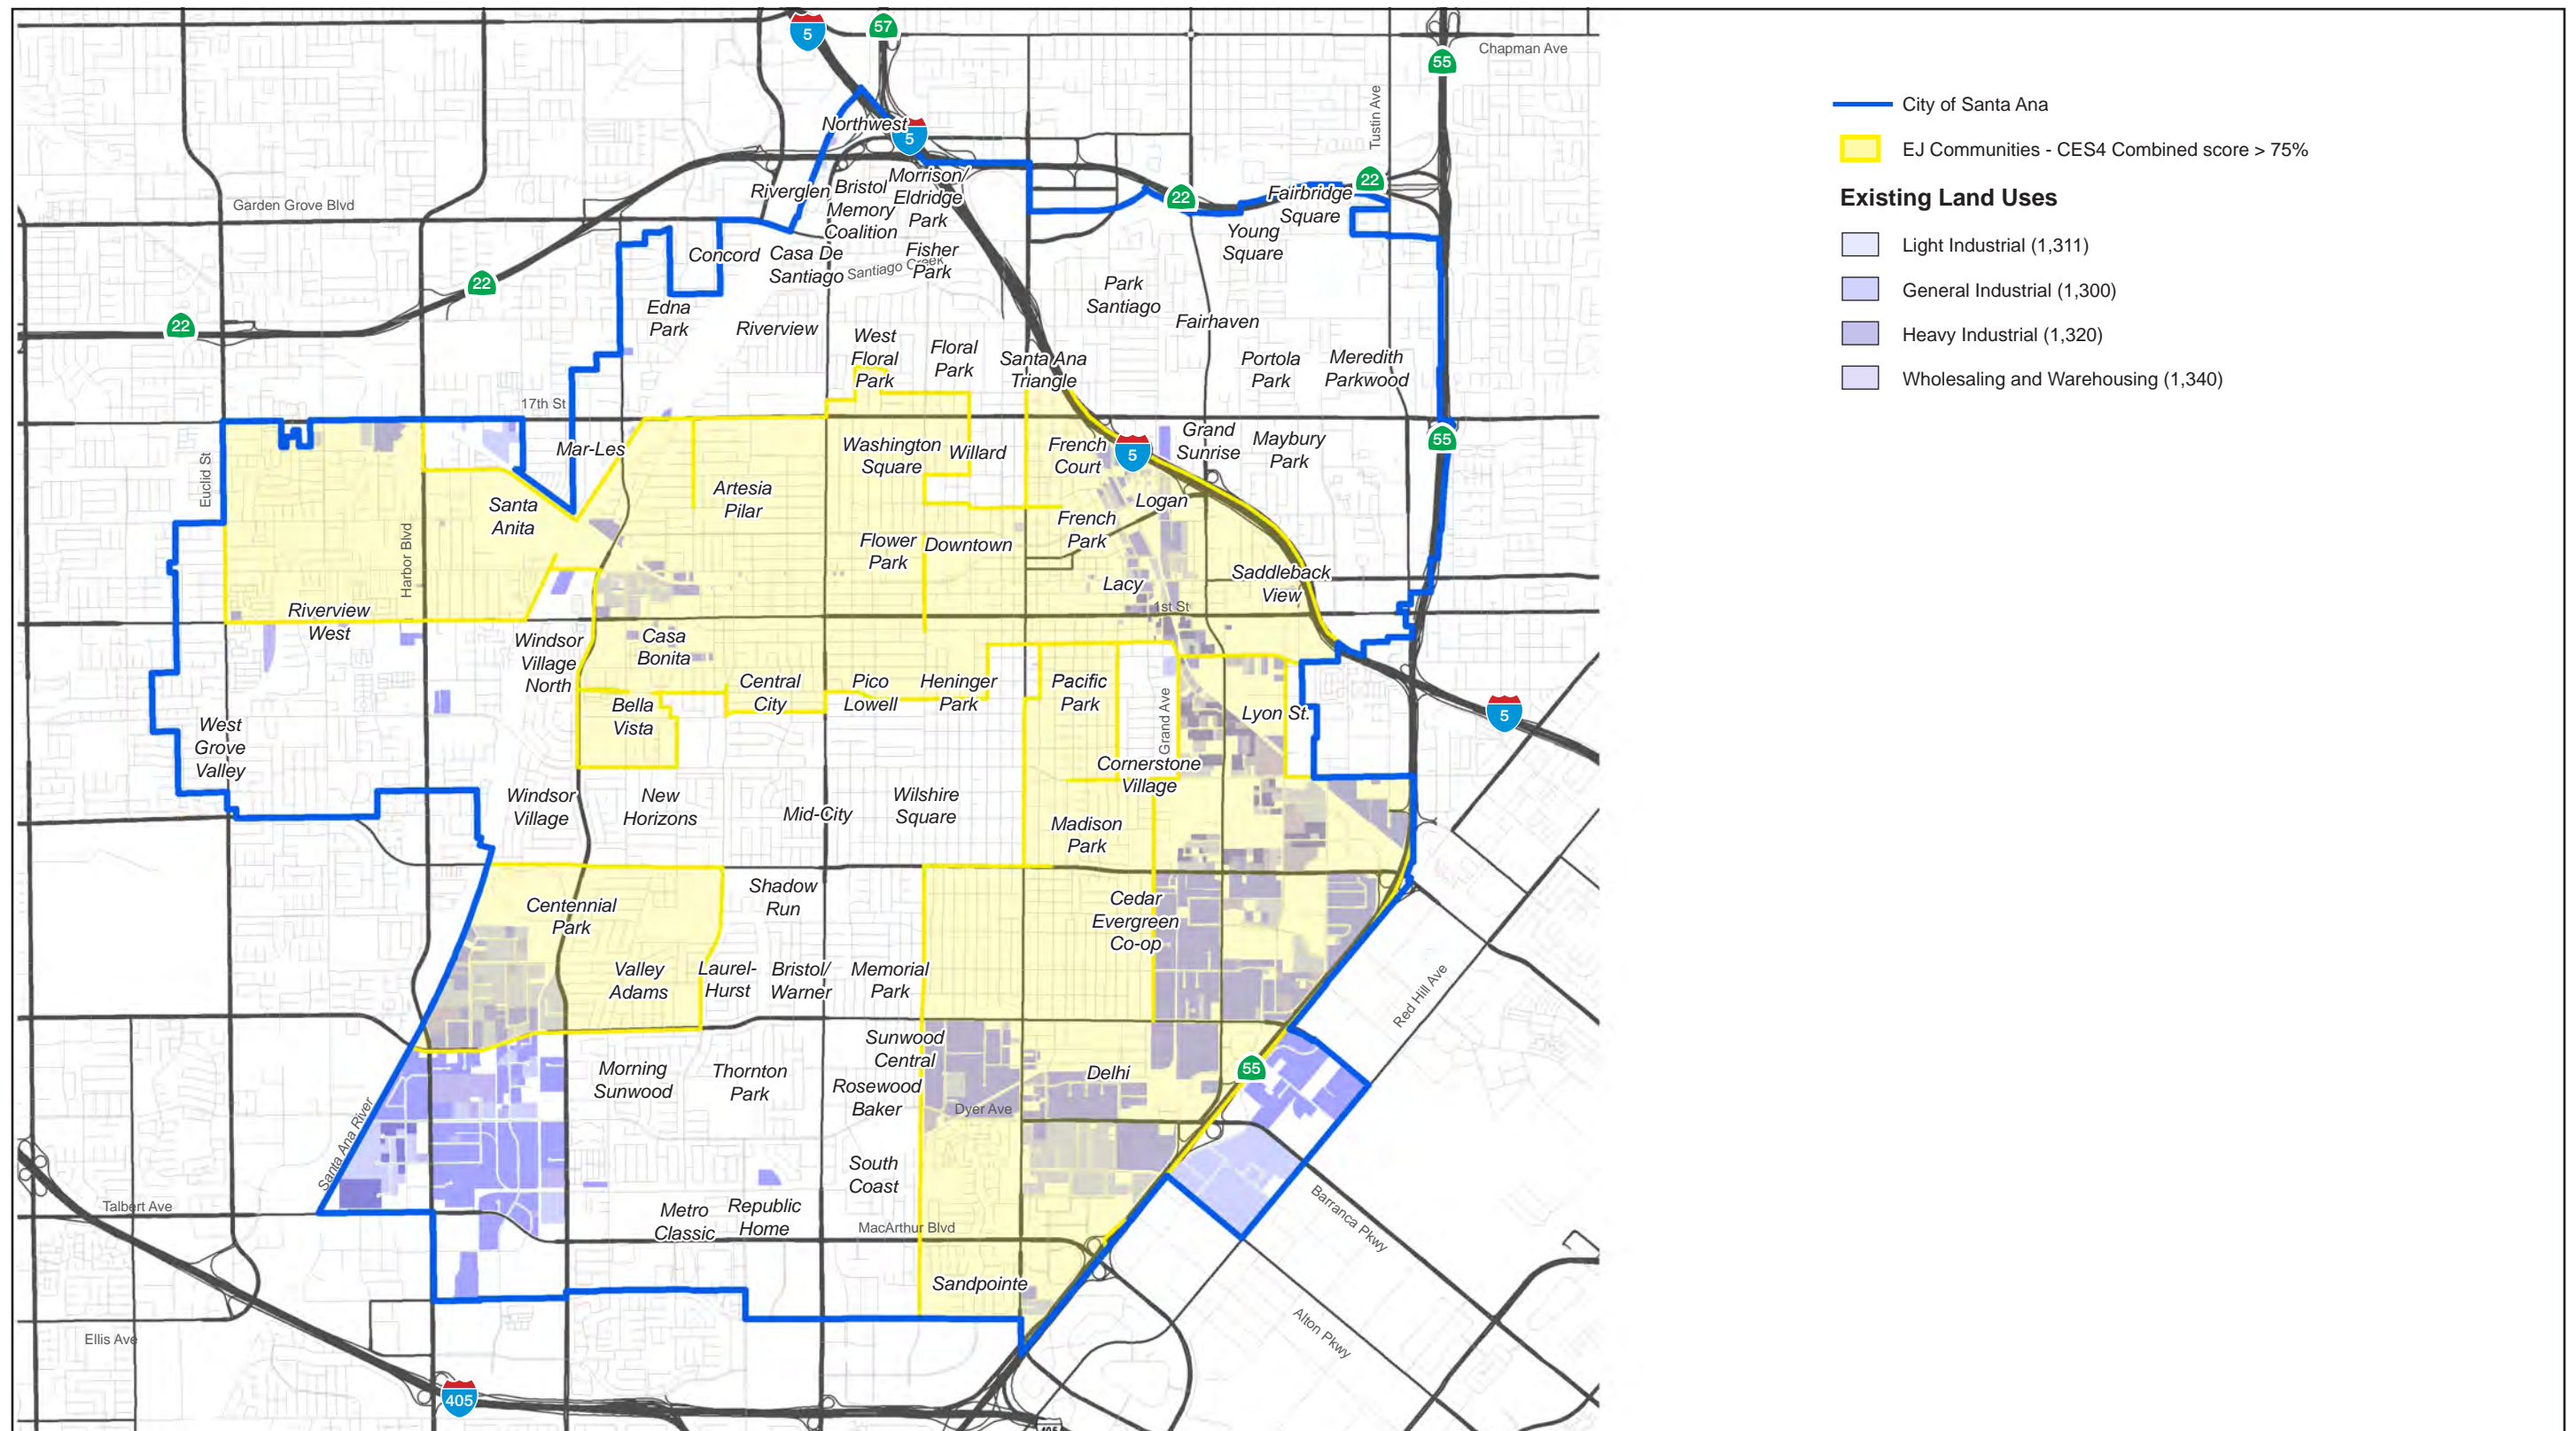 5
57
Chapman Ave
55
Tustin Ave
Northwest
5
City of Santa Ana
EJ Communities - CES4 Combined score > 75%
Existing Land Uses
Light Industrial (1,311)
General Industrial (1,300)
Heavy Industrial (1,320)
Wholesaling and Warehousing (1,340)
Garden Grove Blvd
Riverglen
Bristol
Memory
Coalition
Morrison/
Eldridge
Park
22
Fairbridge
Square
22
Young
Square
Concord
Casa De
Santiago
Santiago Creek
Fisher
Park
22
22
Edna
Park
Riverview
West
Floral
Park
Floral
Park
Santa Ana
Triangle
Park
Santiago
Fairhaven
Portola
Park
Meredith
Parkwood
17th St
Euclid St
Harbor Blvd
Mar-Les
Santa
Anita
Artesia
Pilar
Washington
Square
Willard
French
Court
5
Grand
Sunrise
Maybury
Park
55
Logan
French
Park
Flower
Park
Downtown
Lacy
1st St
Saddleback
View
Riverview
West
Windsor
Village
North
Casa
Bonita
Bella
Vista
Central
City
Pico
Lowell
Heninger
Park
Pacific
Park
Grand Ave
Lyon St.
5
West
Grove
Valley
Windsor
Village
New
Horizons
Mid-City
Wilshire
Square
Cornerstone
Village
Madison
Park
Centennial
Park
Shadow
Run
Cedar
Evergreen
Co-op
Valley
Adams
Laurel-
Hurst
Bristol/
Warner
Memorial
Park
Red Hill Ave
Sunwood
Central
Morning
Sunwood
Thornton
Park
Rosewood
Baker
Dyer Ave
Delhi
55
Santa Ana River
South
Coast
Talbert Ave
Metro
Classic
Republic
Home
MacArthur Blvd
Barranca Pkwy
Sandpointe
Ellis Ave
Alton Pkwy
405
405